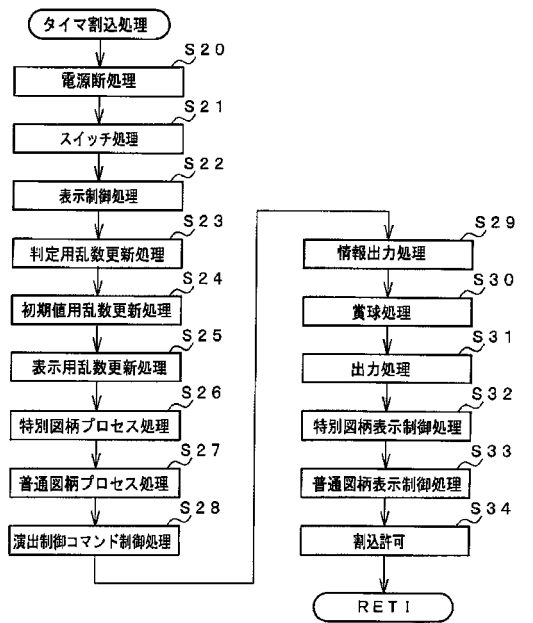 タイマ割込処理
S20
電源断処理
S21
スイッチ処理
S22
表示制御処理
S23
判定用乱数更新処理
S24
初期値用乱数更新処理
S25
表示用乱数更新処理
S26
特別図柄プロセス処理
S27
普通図柄プロセス処理
S28
演出制御コマンド制御処理
S29
情報出力処理
S30
賞球処理
S31
出力処理
S32
特別図柄表示制御処理
S33
普通図柄表示制御処理
S34
割込許可
RETI